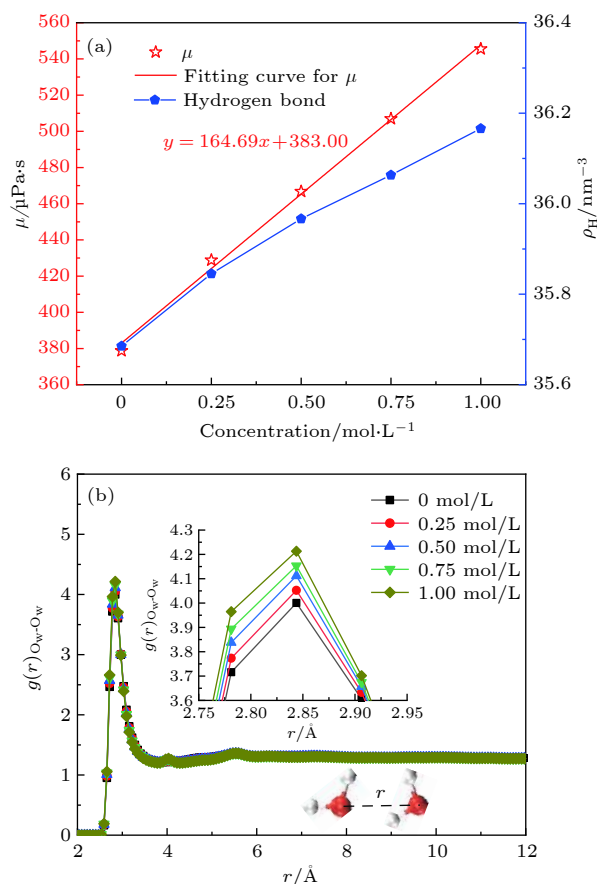 (a)
μ
Fitting curve for μ
Hydrogen bond
y = 164.69x+383.00
560
540
520
500
480
460
440
420
400
380
360
μ/μPa·s
36.4
36.2
36.0
35.8
35.6
ρH/nm⁻³
0 0.25 0.50 0.75 1.00
Concentration/mol·L⁻¹
(b)
0 mol/L
0.25 mol/L
0.50 mol/L
0.75 mol/L
1.00 mol/L
6
5
4
3
2
1
0
g(r)Ow-Ow
4.3
4.2
4.1
4.0
3.9
3.8
3.7
3.6
g(r)Ow-Ow
2.75 2.80 2.85 2.90 2.95
r/Å
r
2 4 6 8 10 12
r/Å